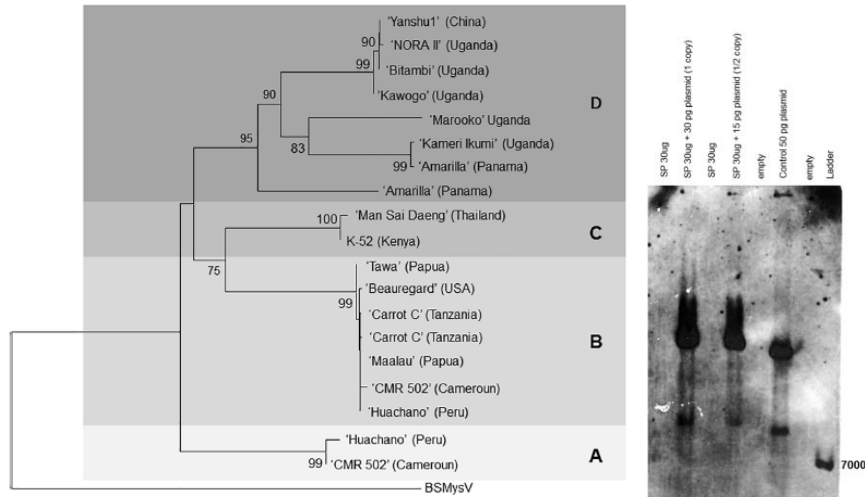 'Yanshu1' (China)
90
'NORA II' (Uganda)
99
'Bitambi' (Uganda)
'Kawogo' (Uganda)
90
D
'Marooko' Uganda
95
'Kameri Ikumi' (Uganda)
83
99
'Amarilla' (Panama)
'Amarilla' (Panama)
100
'Man Sai Daeng' (Thailand)
C
K-52 (Kenya)
75
'Tawa' (Papua)
99
'Beauregard' (USA)
'Carrot C' (Tanzania)
'Carrot C' (Tanzania)
B
'Maalau' (Papua)
'CMR 502' (Cameroun)
'Huachano' (Peru)
'Huachano' (Peru)
A
99
'CMR 502' (Cameroun)
BSMysV
SP 30ug
SP 30ug + 30 pg plasmid (1 copy)
SP 30ug
SP 30ug + 15 pg plasmid (1/2 copy)
empty
Control 50 pg plasmid
empty
Ladder
7000